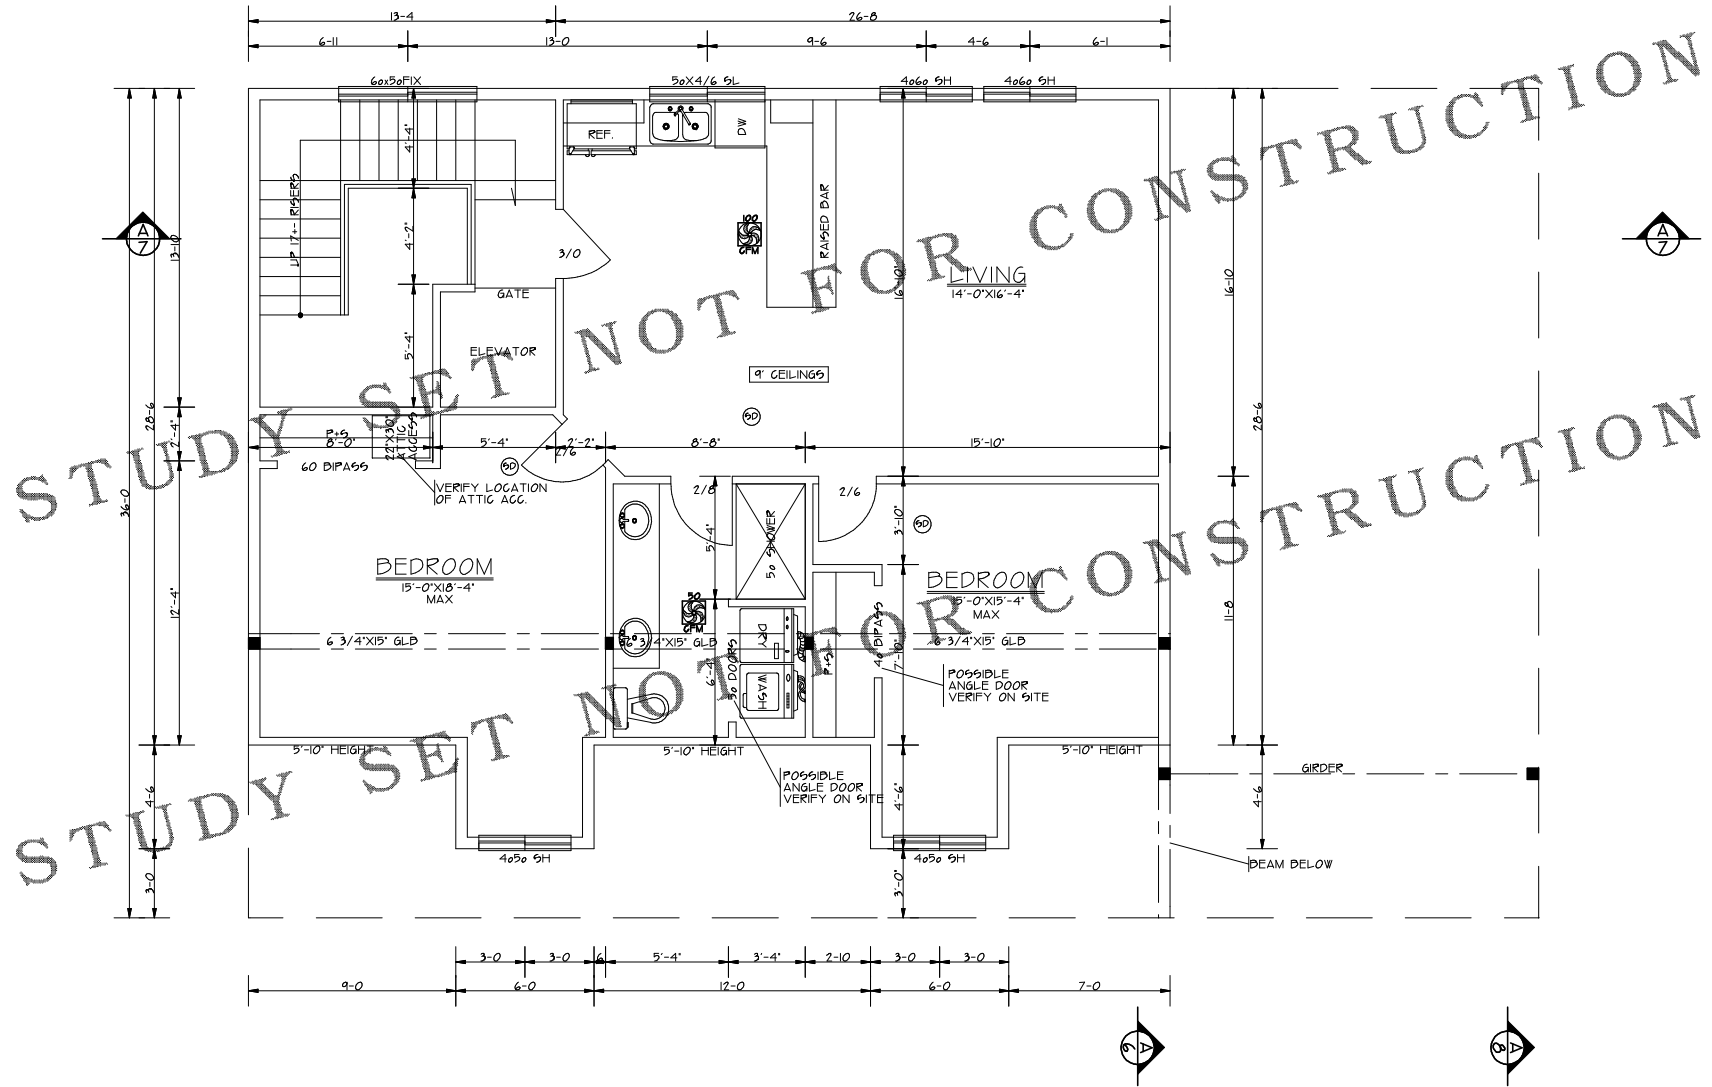 13-4
26-8
6-11
13-0
9-6
4-6
6-1
60x50FIX
50X4/6 SL
4060 SH
4060 SH
REF.
DW
4'-4"
UP 17+- RISERS
4'-2"
3/0
100
CFM
RAISED BAR
GATE
ELEVATOR
5'-4"
LIVING
14'-0"X16'-4"
16'-10"
16-10
A
7
A
7
13-10
28-6
36-0
2'-4"
12'-4"
4-6
3-0
28-6
11-8
4-6
9' CEILINGS
SD
P+S
8'-0"
5'-4"
2'-2"
8'-8"
15'-10"
22"X30"
ATTIC
ACCESS
60 BIPASS
SD
2/6
VERIFY LOCATION
OF ATTIC ACC.
2/8
2/6
5'-4"
50 SHOWER
3'-10"
SD
BEDROOM
15'-0"X18'-4"
MAX
BEDROOM
15'-0"X15'-4"
MAX
50
CFM
DRY
WASH
50 DOORS
6'-4"
P+S
40 BIPASS
7'-10"
6 3/4"X15" GLB
6 3/4"X15" GLB
6 3/4"X15" GLB
POSSIBLE
ANGLE DOOR
VERIFY ON SITE
5'-10" HEIGHT
5'-10" HEIGHT
5'-10" HEIGHT
POSSIBLE
ANGLE DOOR
VERIFY ON SITE
4'-6"
3'-0"
GIRDER
BEAM BELOW
4050 SH
4050 SH
3-0
3-0
6
5'-4"
3'-4"
2-10
3-0
3-0
9-0
6-0
12-0
6-0
7-0
A
6
A
8
STUDY SET NOT FOR CONSTRUCTION
STUDY SET NOT FOR CONSTRUCTION